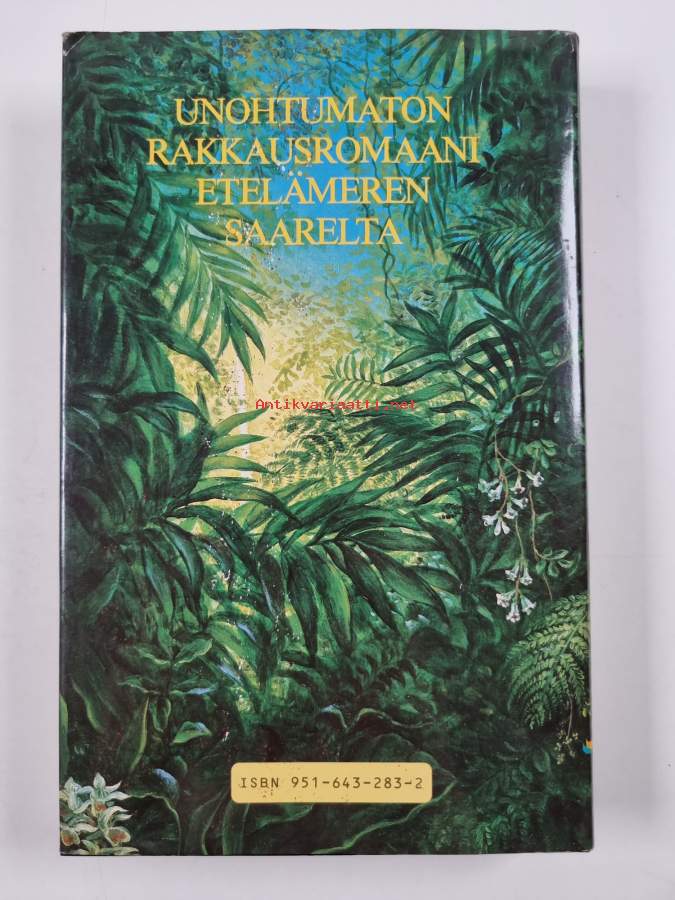 UNOHTUMATON
RAKKAUSROMAANI
ETELÄMEREN
SAARELTA
Antikvariaatti.net
ISBN 951-643-283-2